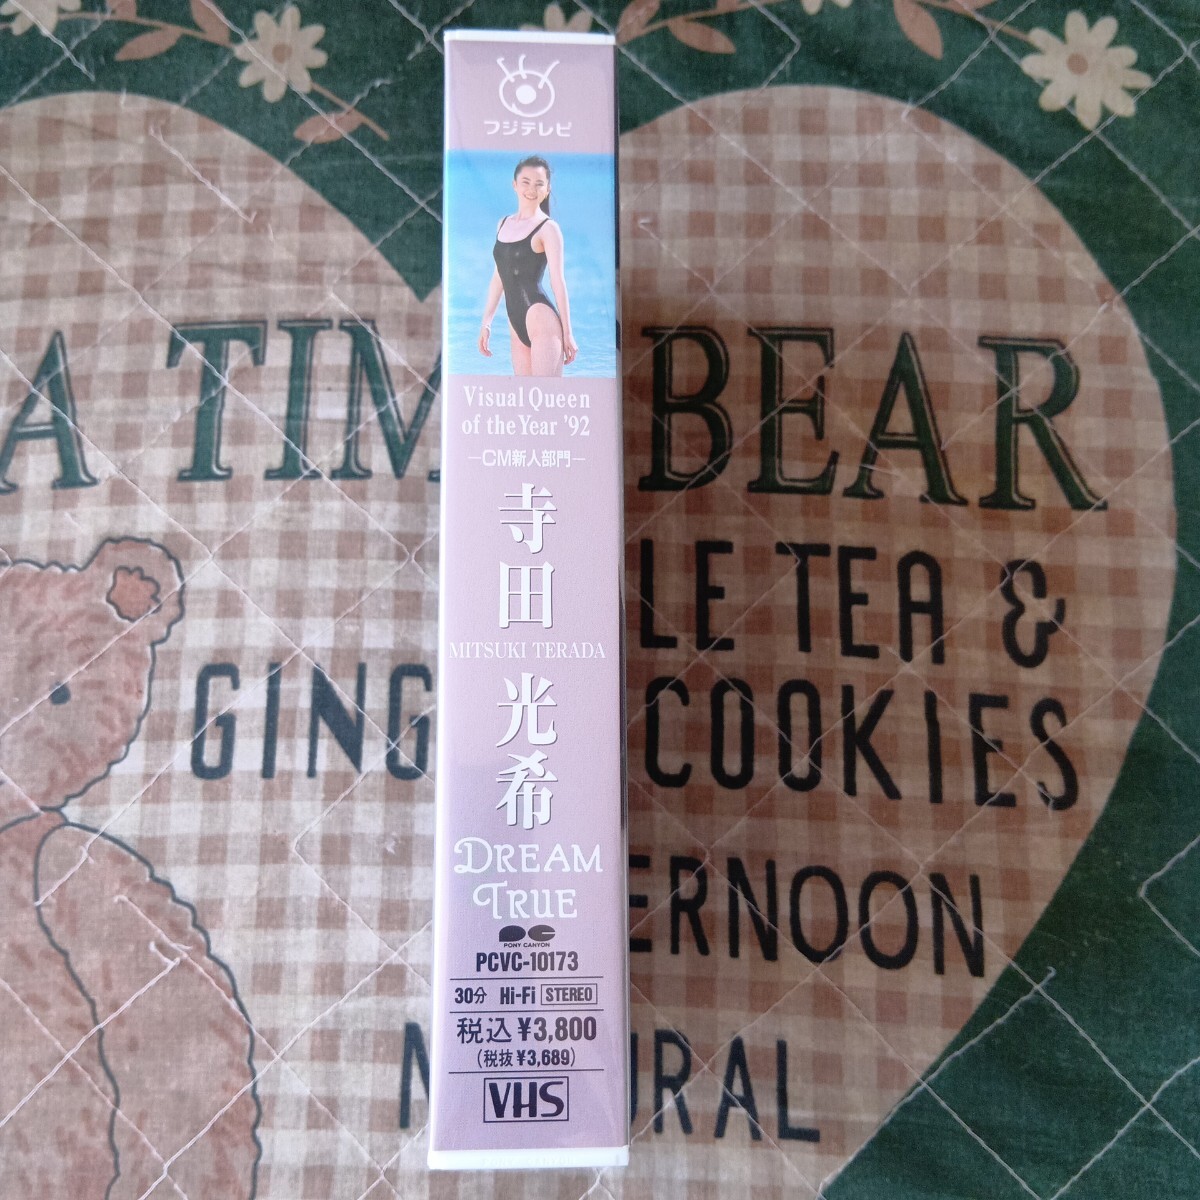 フジテレビ
Visual Queen
of the Year '92
－CM新人部門－
寺田
MITSUKI TERADA
光希
DREAM
TRUE
PONY CANYON
PCVC-10173
30分 Hi-Fi STEREO
税込 ¥3,800
(税抜 ¥3,689)
VHS
A TIM BEAR
LE TEA &
GING COOKIES
ERNOON
URAL